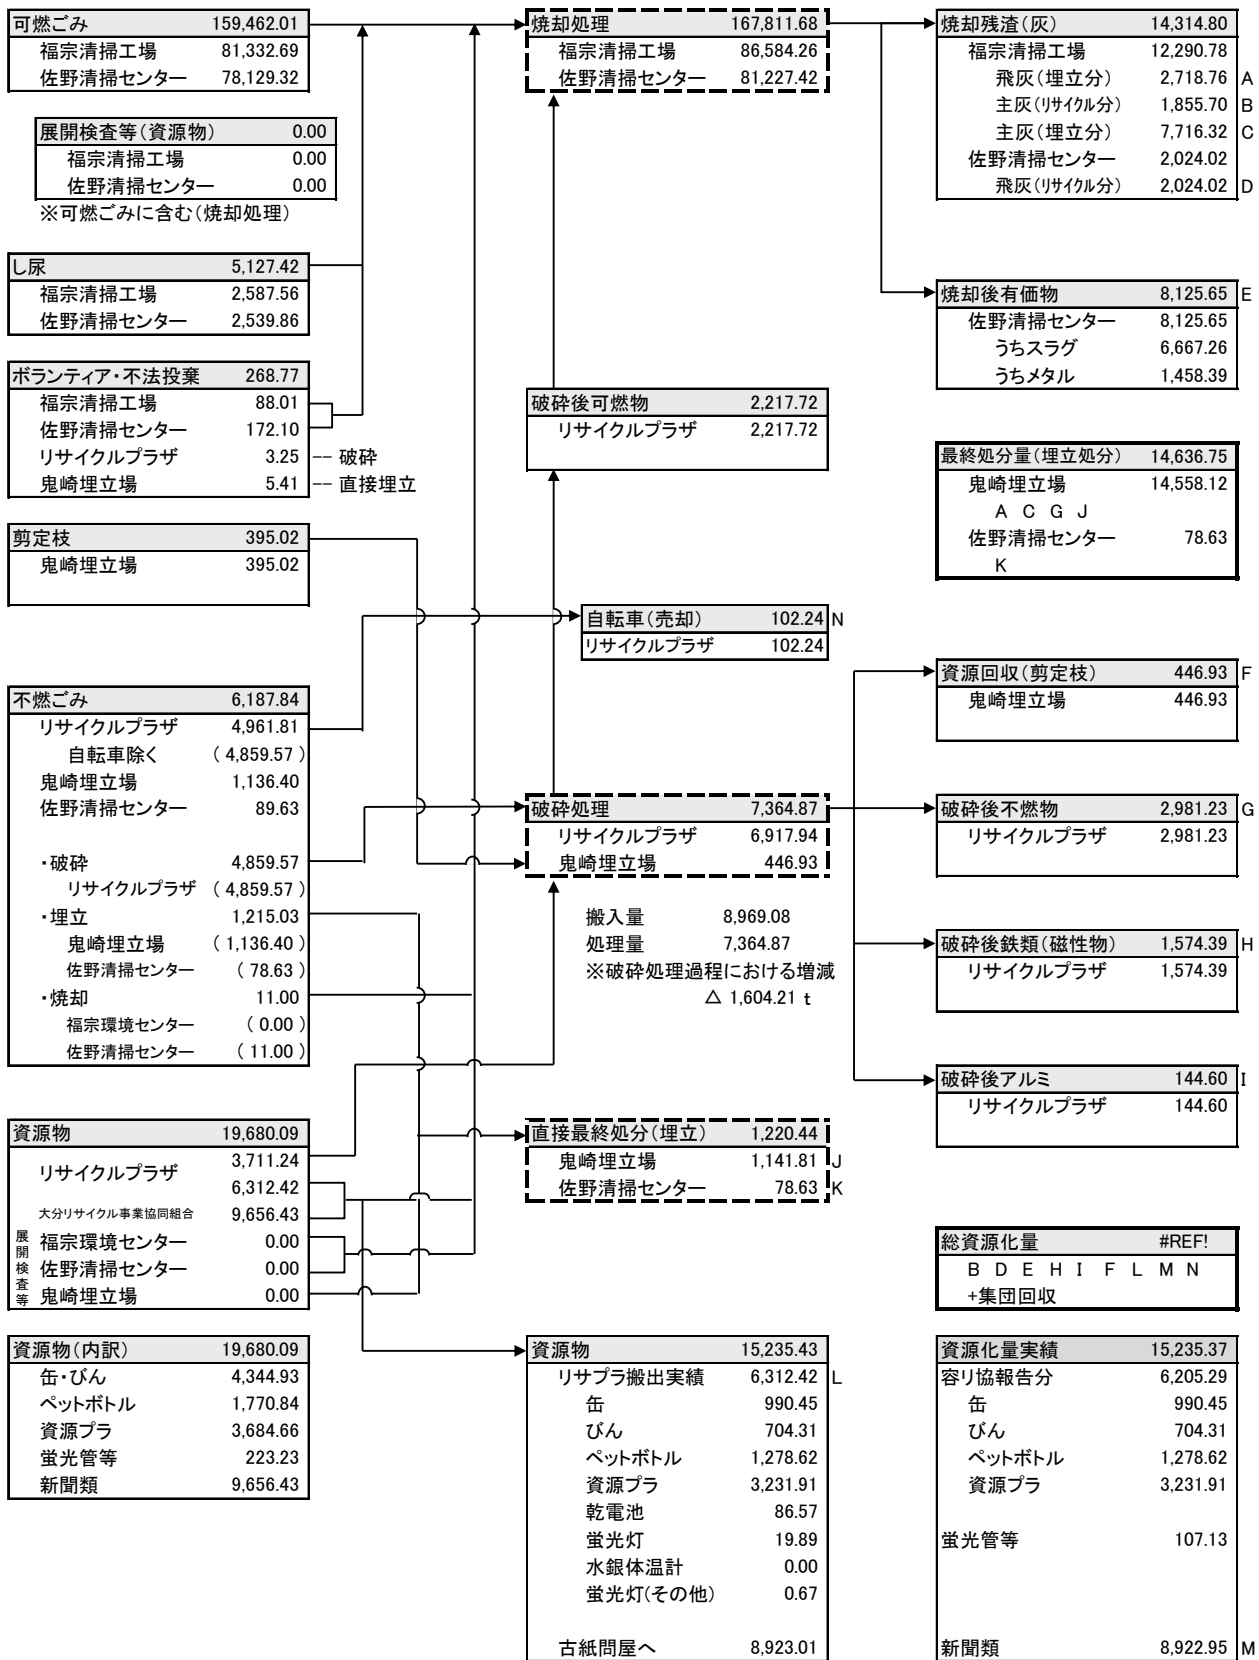 可燃ごみ 159,462.01
福宗清掃工場 81,332.69
佐野清掃センター 78,129.32
展開検査等(資源物) 0.00
福宗清掃工場 0.00
佐野清掃センター 0.00
※可燃ごみに含む(焼却処理)
し尿 5,127.42
福宗清掃工場 2,587.56
佐野清掃センター 2,539.86
ボランティア・不法投棄 268.77
福宗清掃工場 88.01
佐野清掃センター 172.10
リサイクルプラザ 3.25 -- 破砕
鬼崎埋立場 5.41 -- 直接埋立
剪定枝 395.02
鬼崎埋立場 395.02
不燃ごみ 6,187.84
リサイクルプラザ 4,961.81
自転車除く ( 4,859.57 )
鬼崎埋立場 1,136.40
佐野清掃センター 89.63
・破砕 4,859.57
リサイクルプラザ ( 4,859.57 )
・埋立 1,215.03
鬼崎埋立場 ( 1,136.40 )
佐野清掃センター ( 78.63 )
・焼却 11.00
福宗環境センター ( 0.00 )
佐野清掃センター ( 11.00 )
資源物 19,680.09
リサイクルプラザ 3,711.24
6,312.42
大分リサイクル事業協同組合 9,656.43
展開検査等
福宗環境センター 0.00
佐野清掃センター 0.00
鬼崎埋立場 0.00
資源物(内訳) 19,680.09
缶・びん 4,344.93
ペットボトル 1,770.84
資源プラ 3,684.66
蛍光管等 223.23
新聞類 9,656.43
焼却処理 167,811.68
福宗清掃工場 86,584.26
佐野清掃センター 81,227.42
破砕後可燃物 2,217.72
リサイクルプラザ 2,217.72
自転車(売却) 102.24 N
リサイクルプラザ 102.24
破砕処理 7,364.87
リサイクルプラザ 6,917.94
鬼崎埋立場 446.93
搬入量 8,969.08
処理量 7,364.87
※破砕処理過程における増減
△ 1,604.21 t
直接最終処分(埋立) 1,220.44
鬼崎埋立場 1,141.81 J
佐野清掃センター 78.63 K
資源物 15,235.43
リサプラ搬出実績 6,312.42 L
缶 990.45
びん 704.31
ペットボトル 1,278.62
資源プラ 3,231.91
乾電池 86.57
蛍光灯 19.89
水銀体温計 0.00
蛍光灯(その他) 0.67
古紙問屋へ 8,923.01
焼却残渣(灰) 14,314.80
福宗清掃工場 12,290.78
飛灰(埋立分) 2,718.76 A
主灰(リサイクル分) 1,855.70 B
主灰(埋立分) 7,716.32 C
佐野清掃センター 2,024.02
飛灰(リサイクル分) 2,024.02 D
焼却後有価物 8,125.65 E
佐野清掃センター 8,125.65
うちスラグ 6,667.26
うちメタル 1,458.39
最終処分量(埋立処分) 14,636.75
鬼崎埋立場 14,558.12
A C G J
佐野清掃センター 78.63
K
資源回収(剪定枝) 446.93 F
鬼崎埋立場 446.93
破砕後不燃物 2,981.23 G
リサイクルプラザ 2,981.23
破砕後鉄類(磁性物) 1,574.39 H
リサイクルプラザ 1,574.39
破砕後アルミ 144.60 I
リサイクルプラザ 144.60
総資源化量 #REF!
B D E H I F L M N
+集団回収
資源化量実績 15,235.37
容リ協報告分 6,205.29
缶 990.45
びん 704.31
ペットボトル 1,278.62
資源プラ 3,231.91
蛍光管等 107.13
新聞類 8,922.95 M